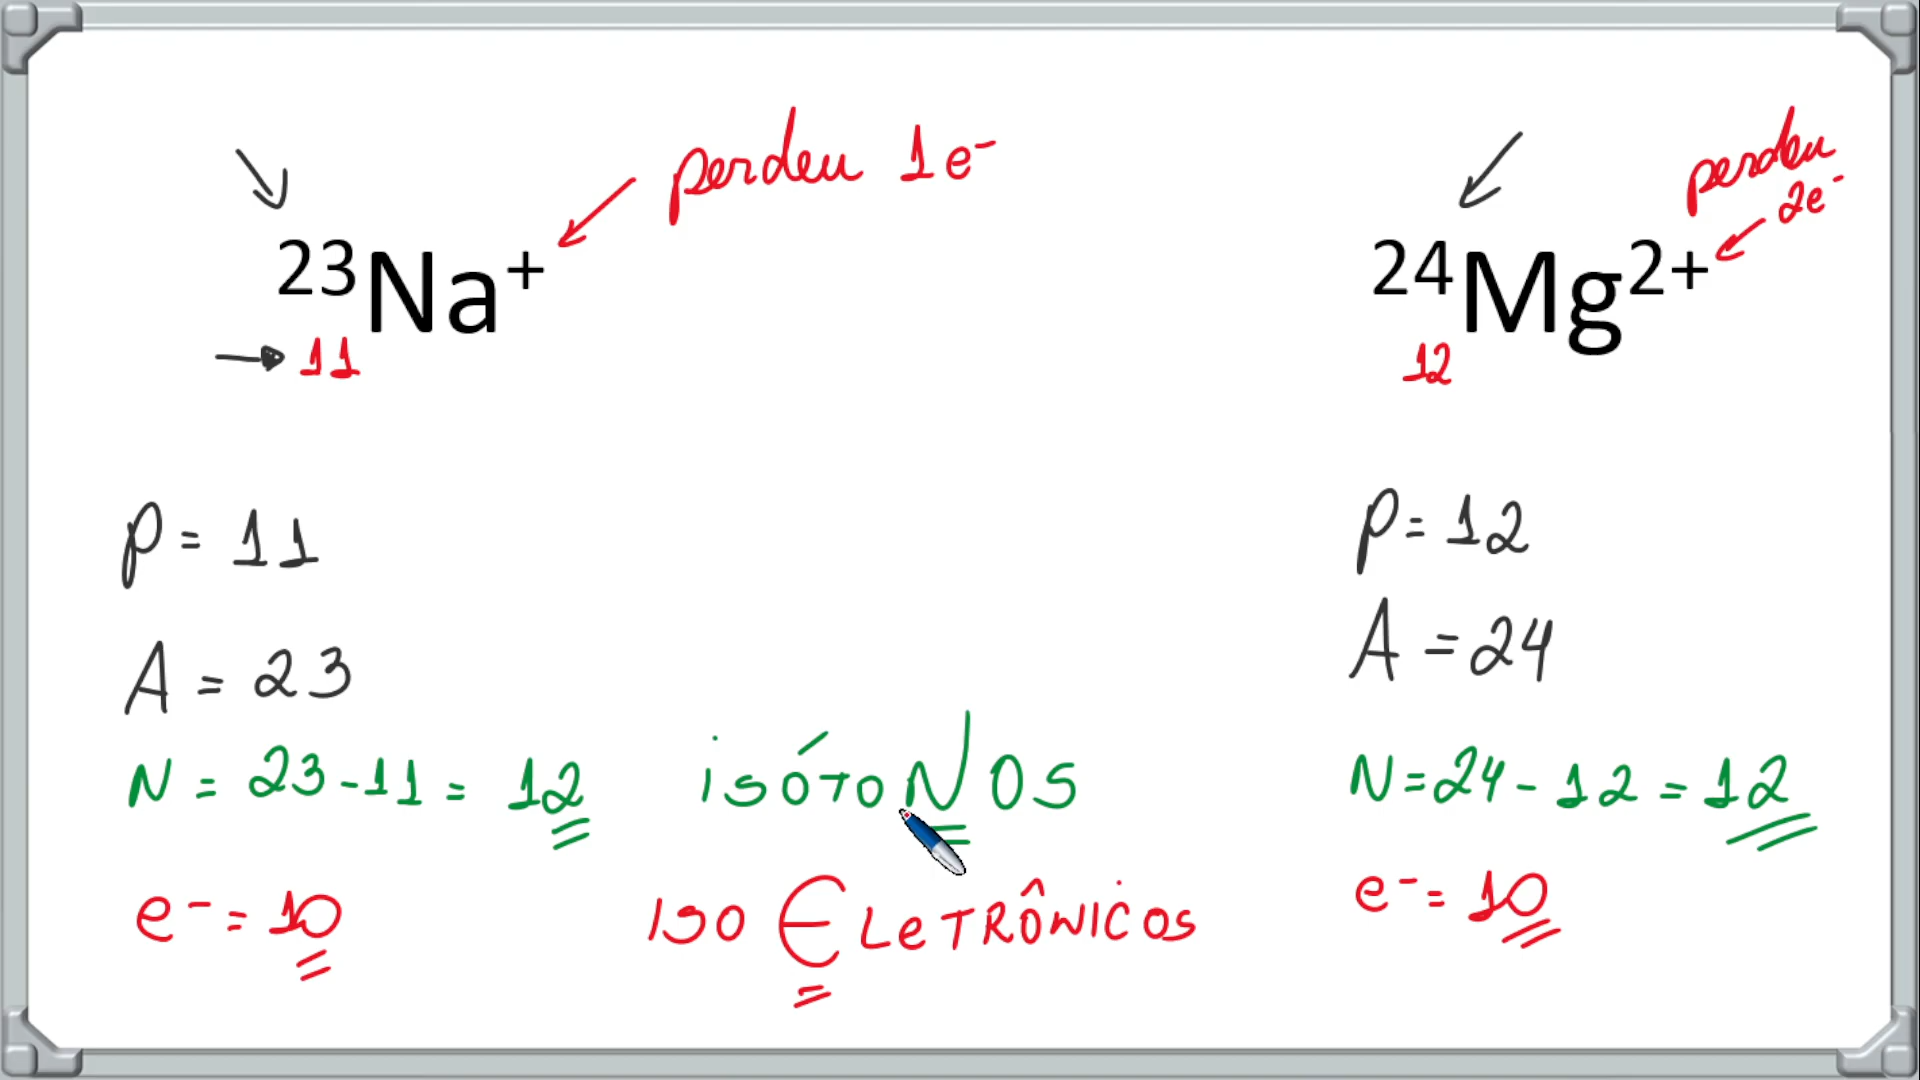 perdeu 1e⁻
perdeu
2e⁻
²³Na⁺
11
²⁴Mg²⁺
12
P = 11
A = 23
N = 23 - 11 = 12
e⁻ = 10
isótoNOS
ISO ELeTRÔNICOS
P = 12
A = 24
N = 24 - 12 = 12
e⁻ = 10